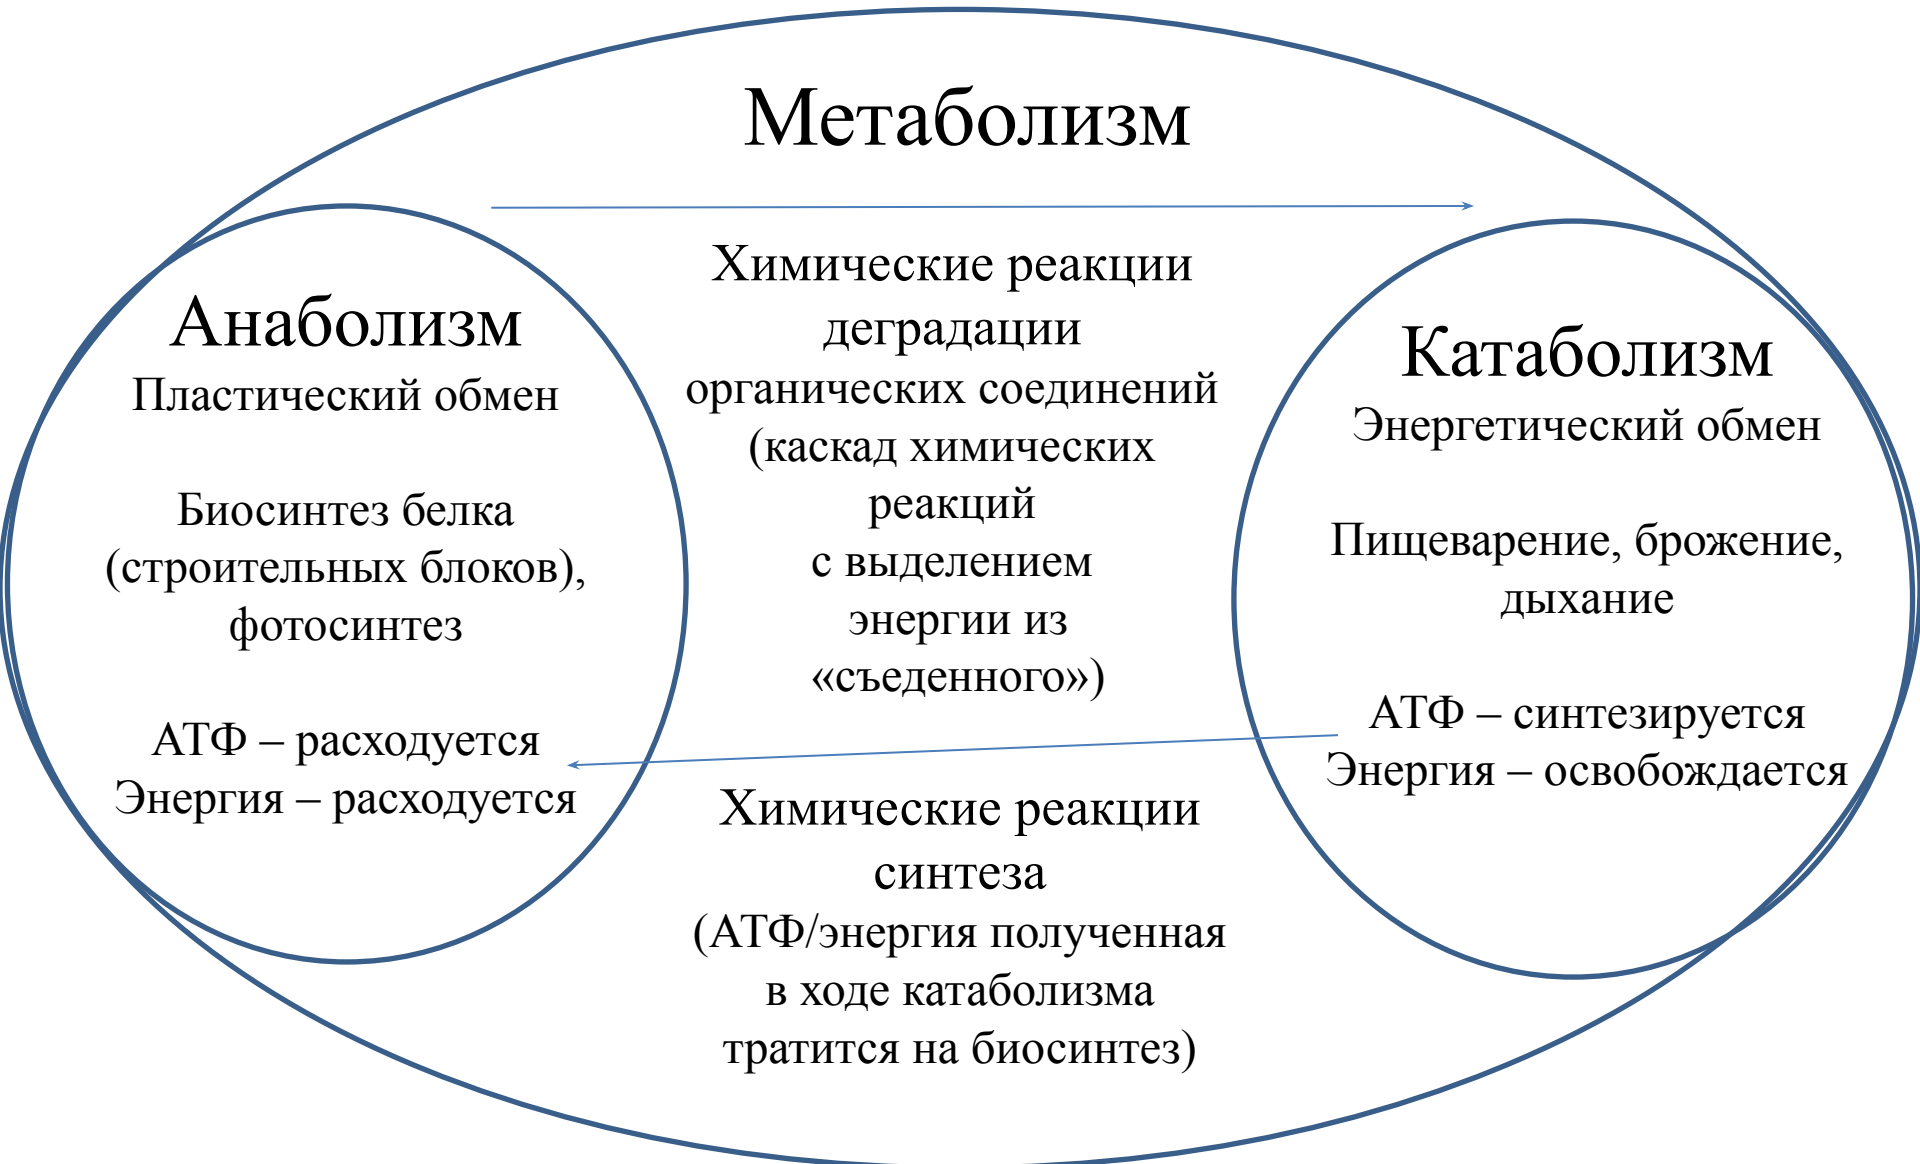 Метаболизм
Анаболизм
Пластический обмен
Биосинтез белка
(строительных блоков),
фотосинтез
АТФ – расходуется
Энергия – расходуется
Химические реакции
деградации
органических соединений
(каскад химических
реакций
с выделением
энергии из
«съеденного»)
Химические реакции
синтеза
(АТФ/энергия полученная
в ходе катаболизма
тратится на биосинтез)
Катаболизм
Энергетический обмен
Пищеварение, брожение,
дыхание
АТФ – синтезируется
Энергия – освобождается